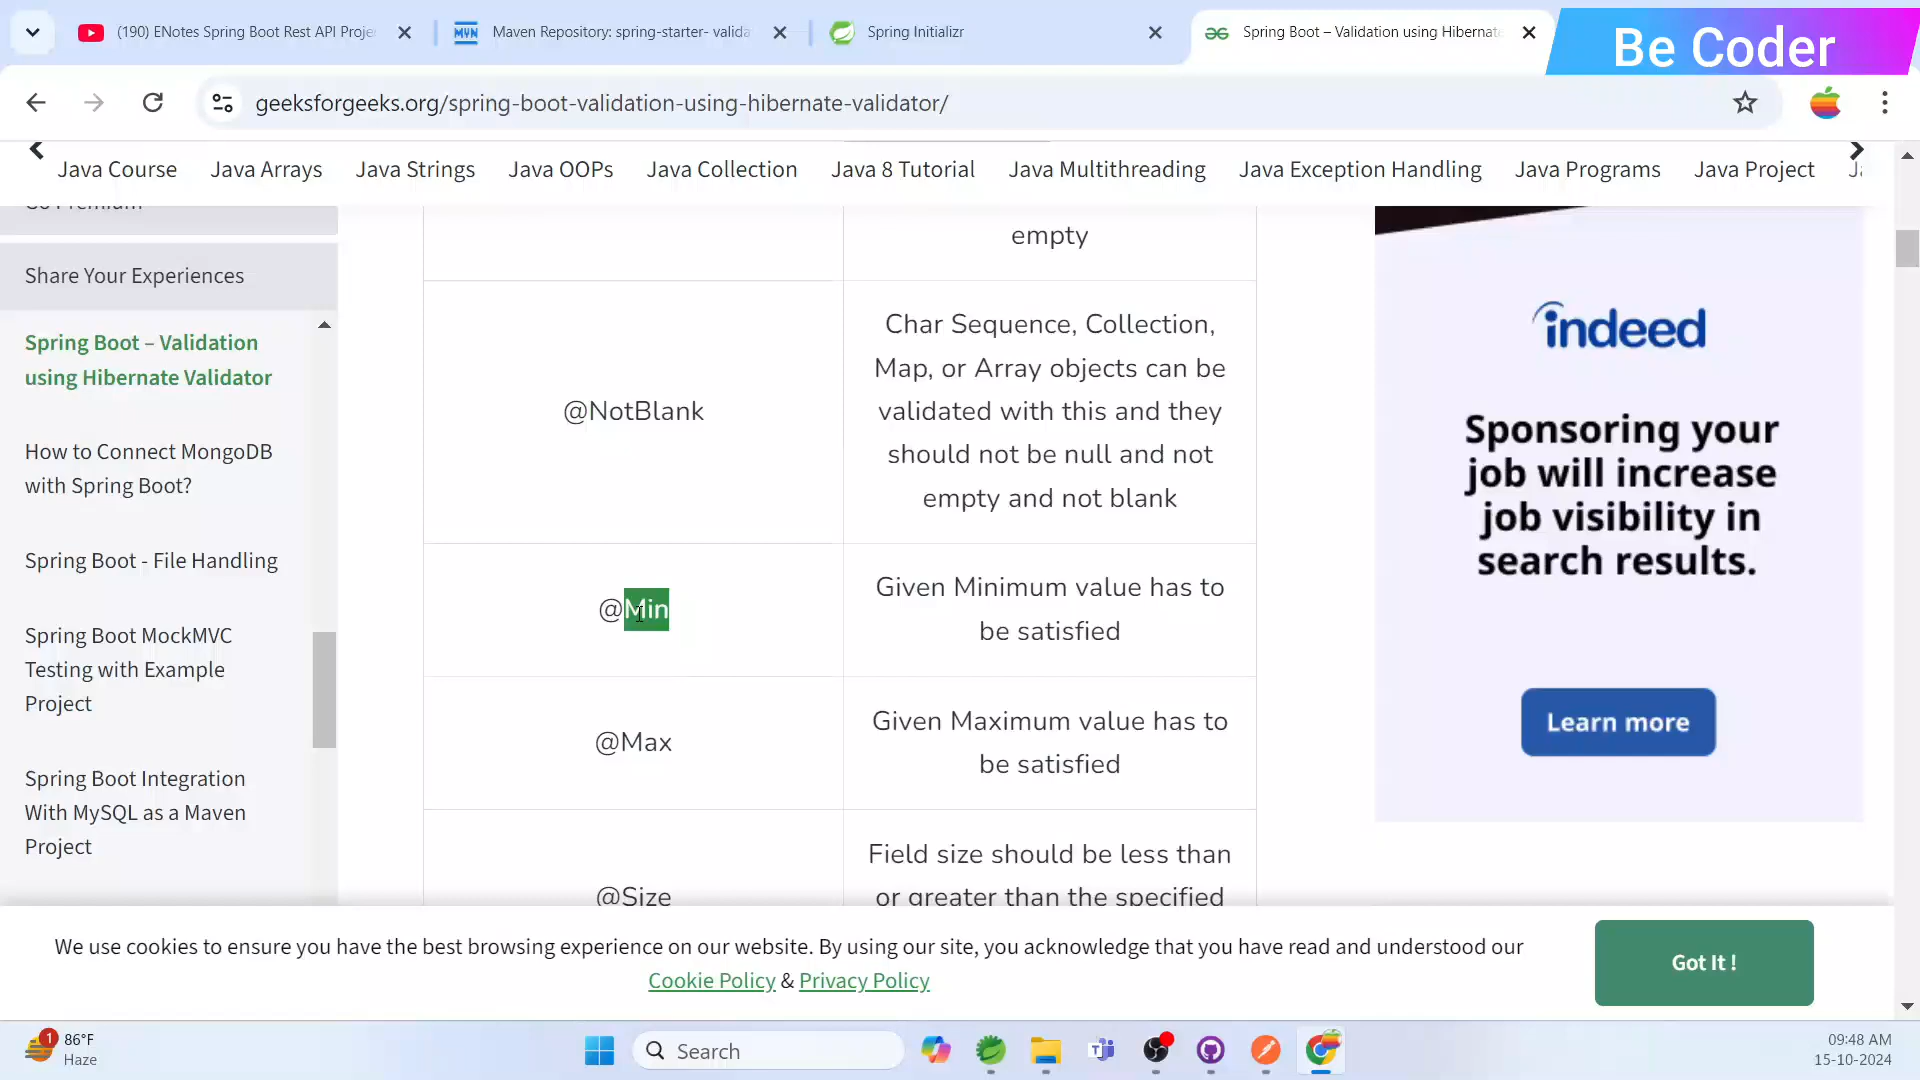 (190) ENotes Spring Boot Rest API Proje
Maven Repository: spring-starter- valida
Spring Initializr
Spring Boot – Validation using Hibernat
Be Coder
geeksforgeeks.org/spring-boot-validation-using-hibernate-validator/
Java Course
Java Arrays
Java Strings
Java OOPs
Java Collection
Java 8 Tutorial
Java Multithreading
Java Exception Handling
Java Programs
Java Project
Go Premium
Share Your Experiences
Spring Boot – Validation
using Hibernate Validator
How to Connect MongoDB
with Spring Boot?
Spring Boot - File Handling
Spring Boot MockMVC
Testing with Example
Project
Spring Boot Integration
With MySQL as a Maven
Project
empty
@NotBlank
Char Sequence, Collection,
Map, or Array objects can be
validated with this and they
should not be null and not
empty and not blank
@Min
Given Minimum value has to
be satisfied
@Max
Given Maximum value has to
be satisfied
@Size
Field size should be less than
or greater than the specified
indeed
Sponsoring your
job will increase
job visibility in
search results.
Learn more
We use cookies to ensure you have the best browsing experience on our website. By using our site, you acknowledge that you have read and understood our
Cookie Policy & Privacy Policy
Got It !
1
86°F
Haze
Search
09:48 AM
15-10-2024